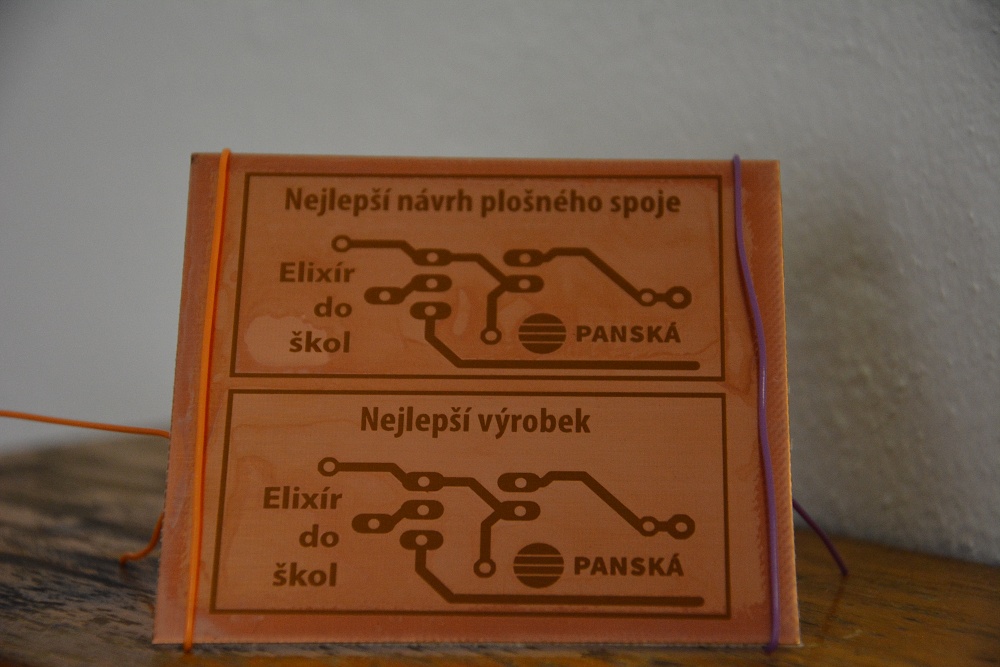 Nejlepší návrh plošného spoje
Elixír
do
škol
PANSKÁ
Nejlepší výrobek
Elixír
do
škol
PANSKÁ